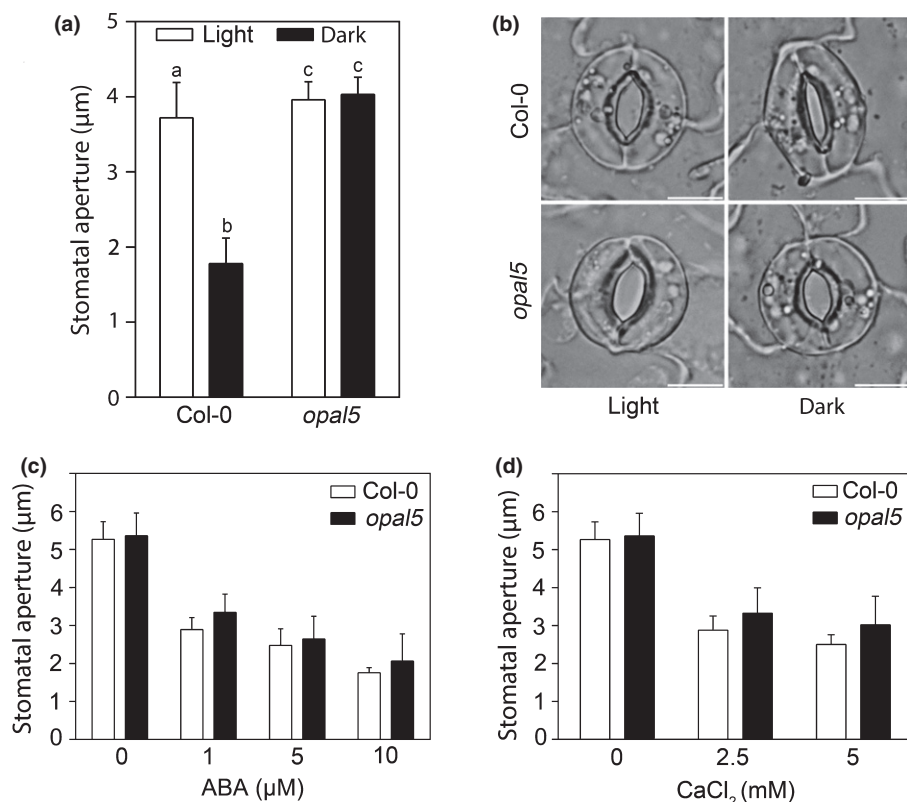 (a)
Stomatal aperture (μm)
5
4
3
2
1
0
Light Dark
a
b
c c
Col-0 opal5
(b)
Col-0
opal5
Light Dark
(c)
Stomatal aperture (μm)
6
5
4
3
2
1
0
Col-0
opal5
0 1 5 10
ABA (μM)
(d)
Stomatal aperture (μm)
6
5
4
3
2
1
0
Col-0
opal5
0 2.5 5
CaCl₂ (mM)